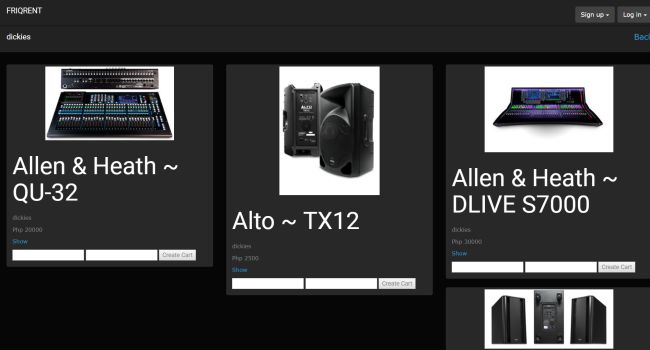 FRIQRENT
Sign up
Log in
dickies
Back
Allen & Heath ~
QU-32
dickies
Php 20000
Show
Create Cart
ALTO
Alto ~ TX12
dickies
Php 2500
Show
Create Cart
Allen & Heath ~
DLIVE S7000
dickies
Php 30000
Show
Create Cart